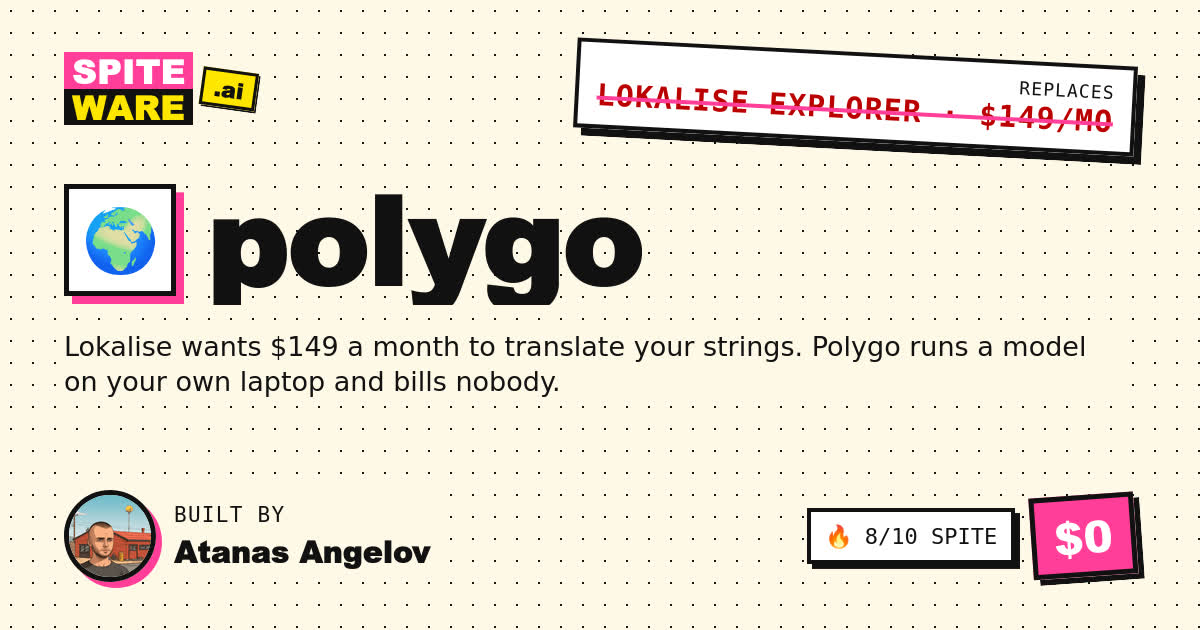 SPITE
WARE
.ai
REPLACES
LOKALISE EXPLORER · $149/MO
polygo
Lokalise wants $149 a month to translate your strings. Polygo runs a model
on your own laptop and bills nobody.
BUILT BY
Atanas Angelov
🔥 8/10 SPITE
$0